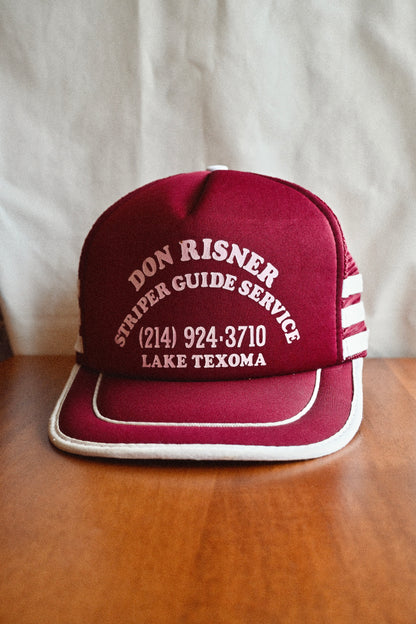 DON RISNER
STRIPER GUIDE SERVICE
(214) 924-3710
LAKE TEXOMA